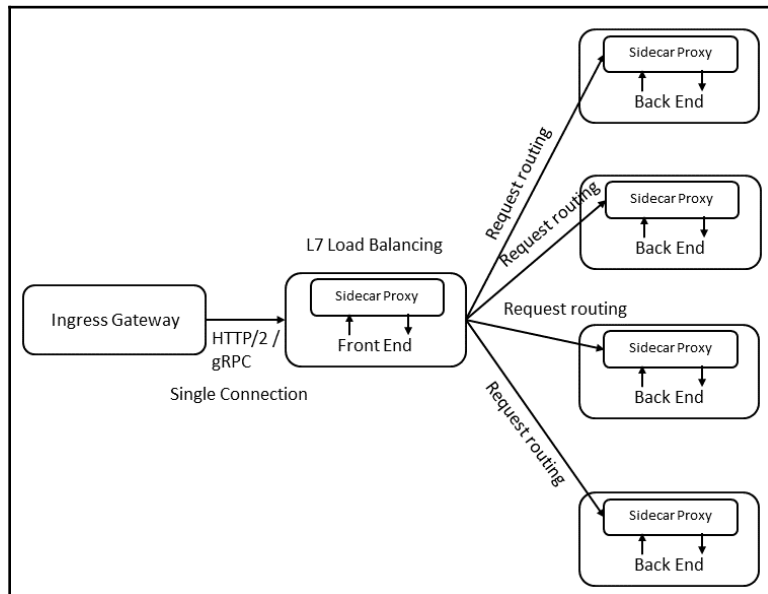 Sidecar Proxy
Back End
Request routing
Sidecar Proxy
Back End
Request routing
L7 Load Balancing
Ingress Gateway
Sidecar Proxy
Front End
HTTP/2 /
gRPC
Single Connection
Request routing
Sidecar Proxy
Back End
Request routing
Sidecar Proxy
Back End